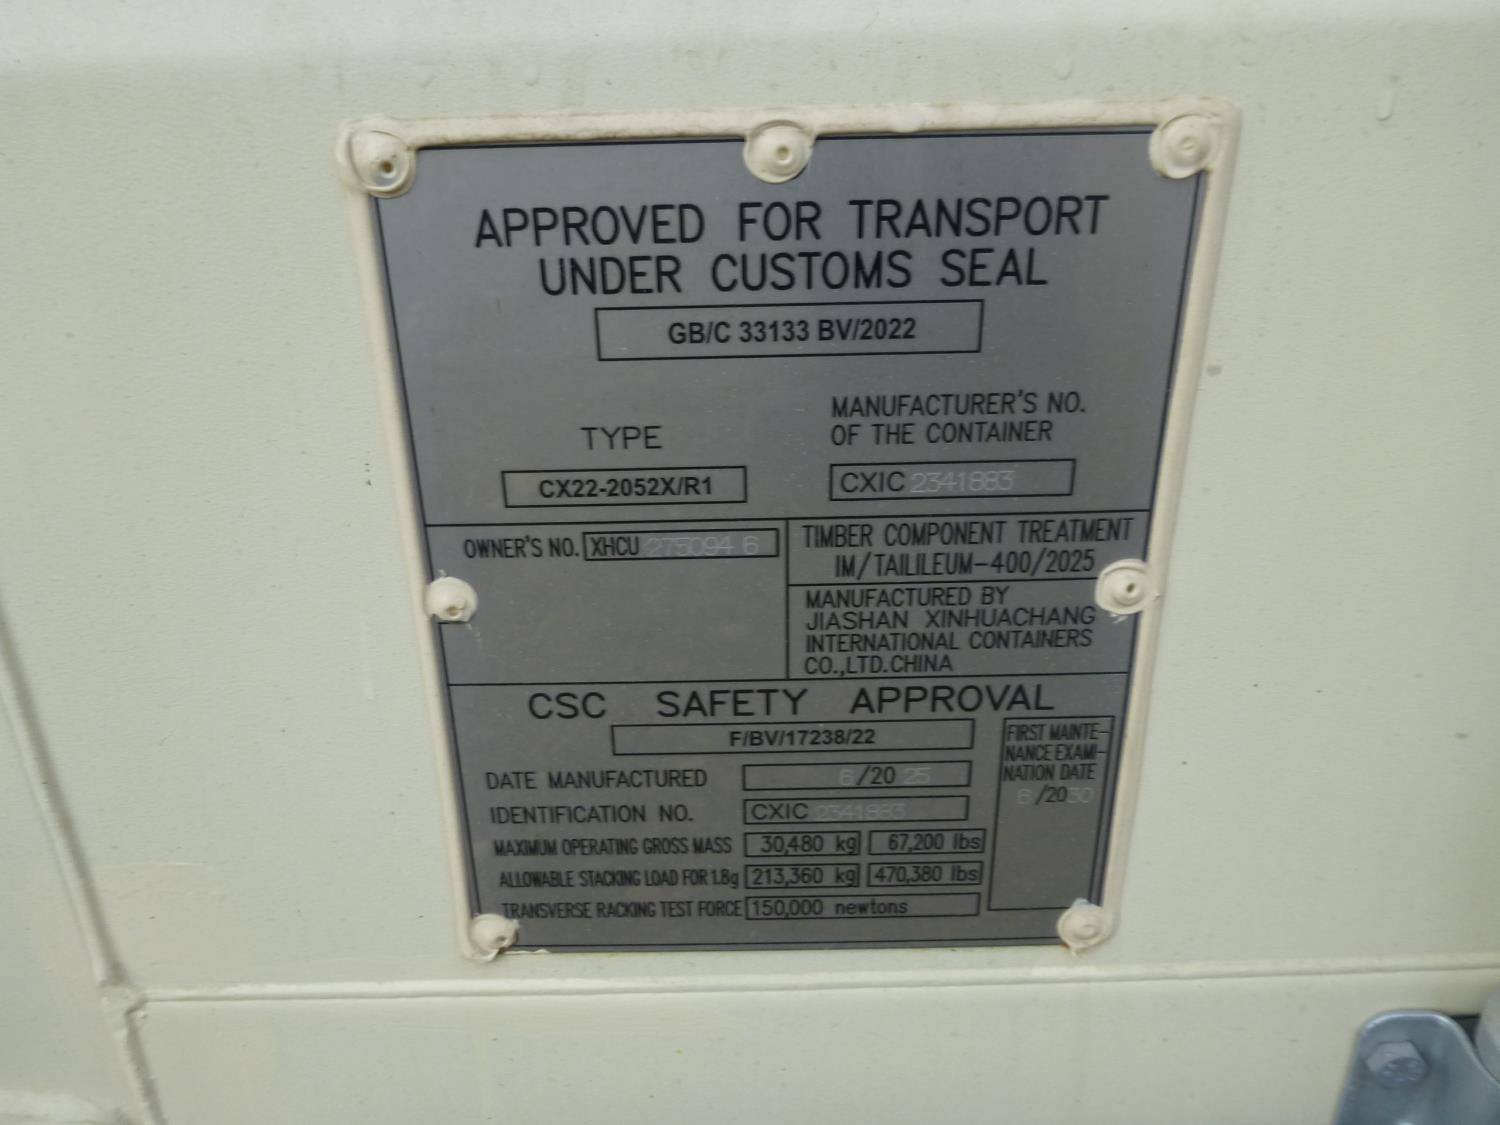 APPROVED FOR TRANSPORT
UNDER CUSTOMS SEAL
GB/C 33133 BV/2022
TYPE
CX22-2052X/R1
MANUFACTURER'S NO.
OF THE CONTAINER
CXIC 2341883
OWNER'S NO. XHCU 275094 6
TIMBER COMPONENT TREATMENT
IM/TAILILEUM-400/2025
MANUFACTURED BY
JIASHAN XINHUACHANG
INTERNATIONAL CONTAINERS
CO.,LTD.CHINA
CSC SAFETY APPROVAL
F/BV/17238/22
DATE MANUFACTURED 6/20 25
IDENTIFICATION NO. CXIC 2341883
MAXIMUM OPERATING GROSS MASS 30,480 kg 67,200 lbs
ALLOWABLE STACKING LOAD FOR 1.8g 213,360 kg 470,380 lbs
TRANSVERSE RACKING TEST FORCE 150,000 newtons
FIRST MAINTE-
NANCE EXAMI-
NATION DATE
6 /2030